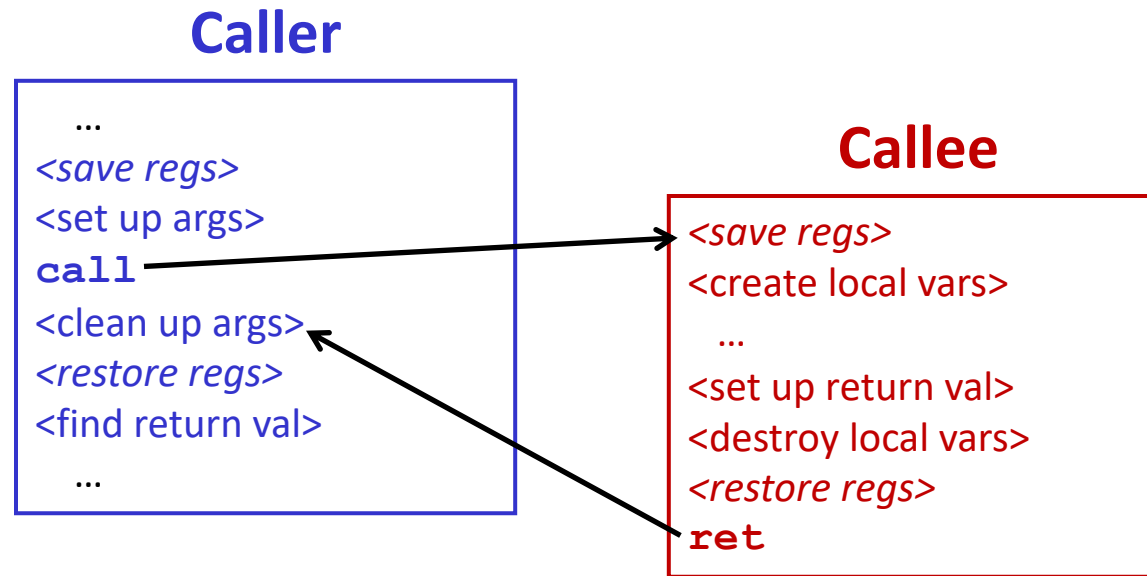 Caller
…
<save regs>
<set up args>
call
<clean up args>
<restore regs>
<find return val>
…
Callee
<save regs>
<create local vars>
…
<set up return val>
<destroy local vars>
<restore regs>
ret